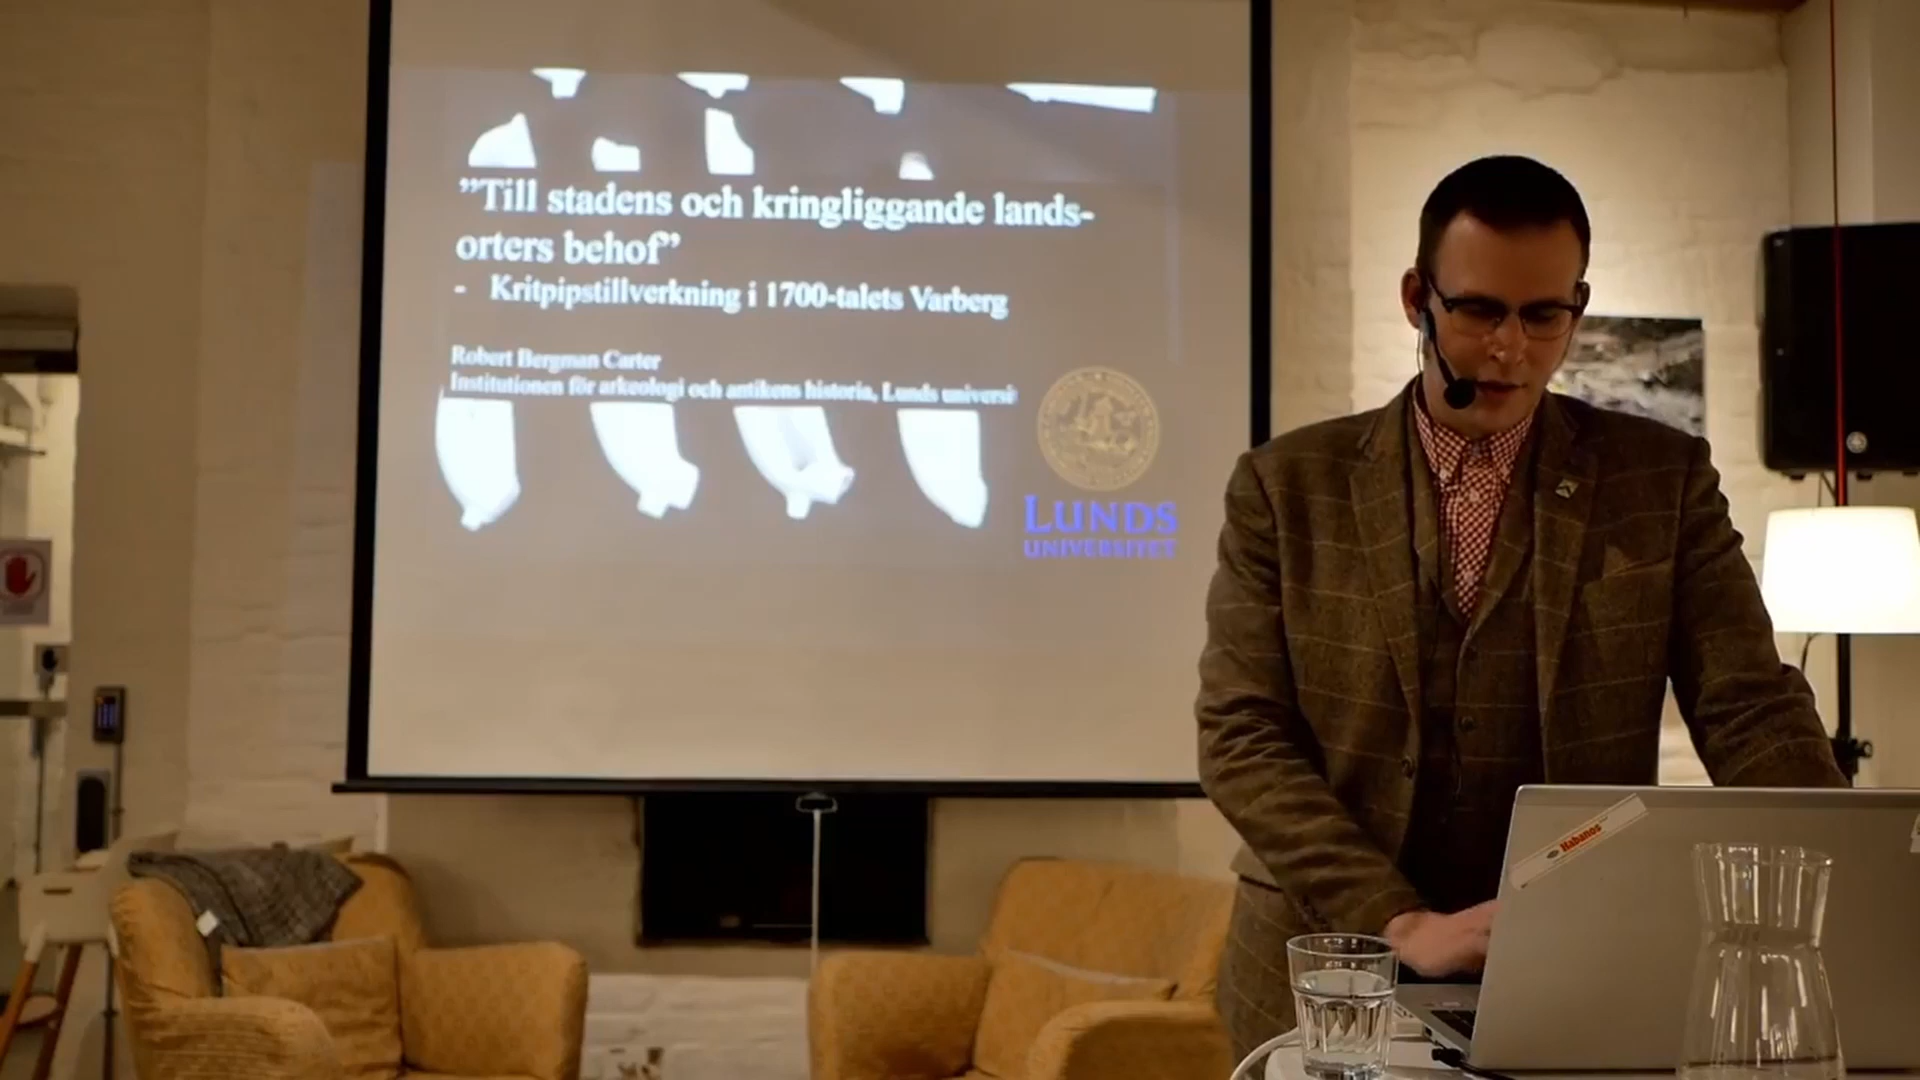 ”Till stadens och kringliggande lands-
orters behof”
- Kritpipstillverkning i 1700-talets Varberg
Robert Bergman Carter
Institutionen för arkeologi och antikens historia, Lunds universi
LUNDS
UNIVERSITET
Habanos